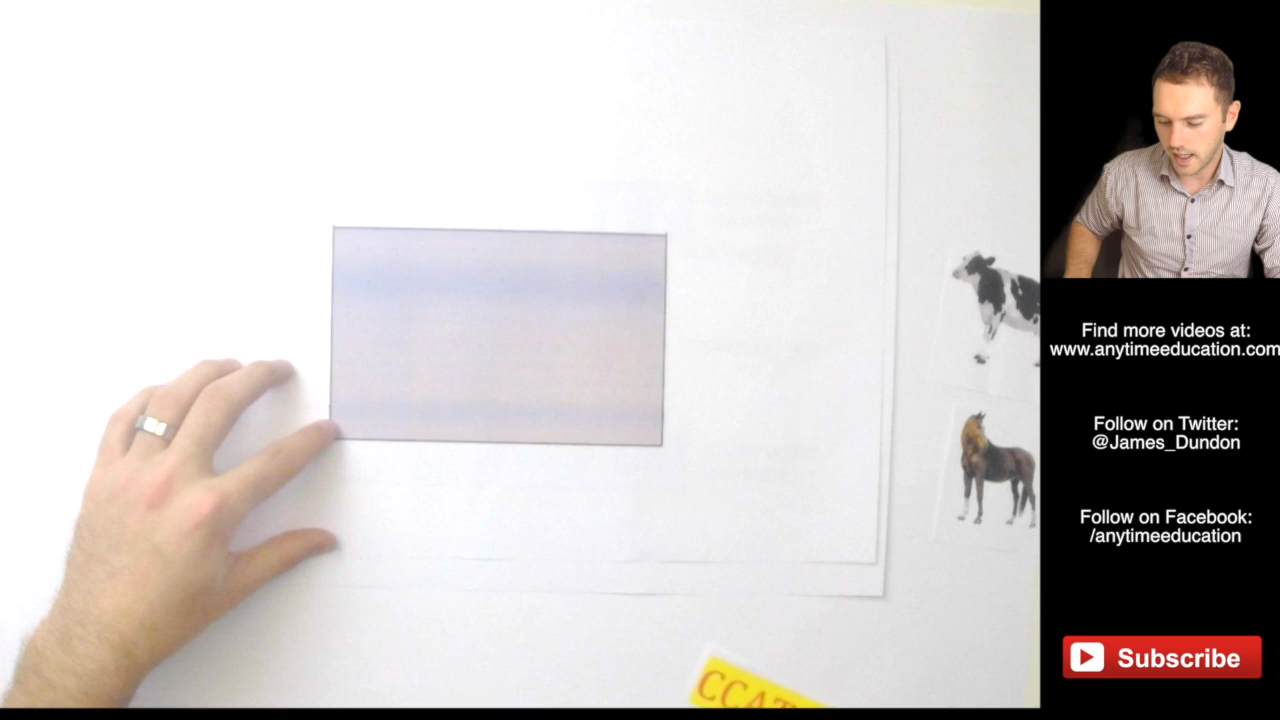 Find more videos at:
www.anytimeeducation.com
Follow on Twitter:
@James_Dundon
Follow on Facebook:
/anytimeeducation
Subscribe